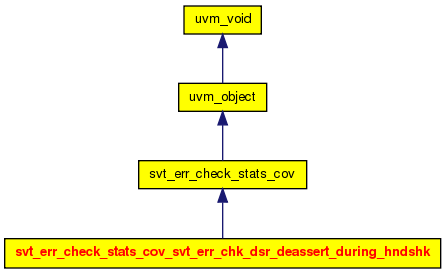 uvm_void
uvm_object
svt_err_check_stats_cov
svt_err_check_stats_cov_svt_err_chk_dsr_deassert_during_hndshk